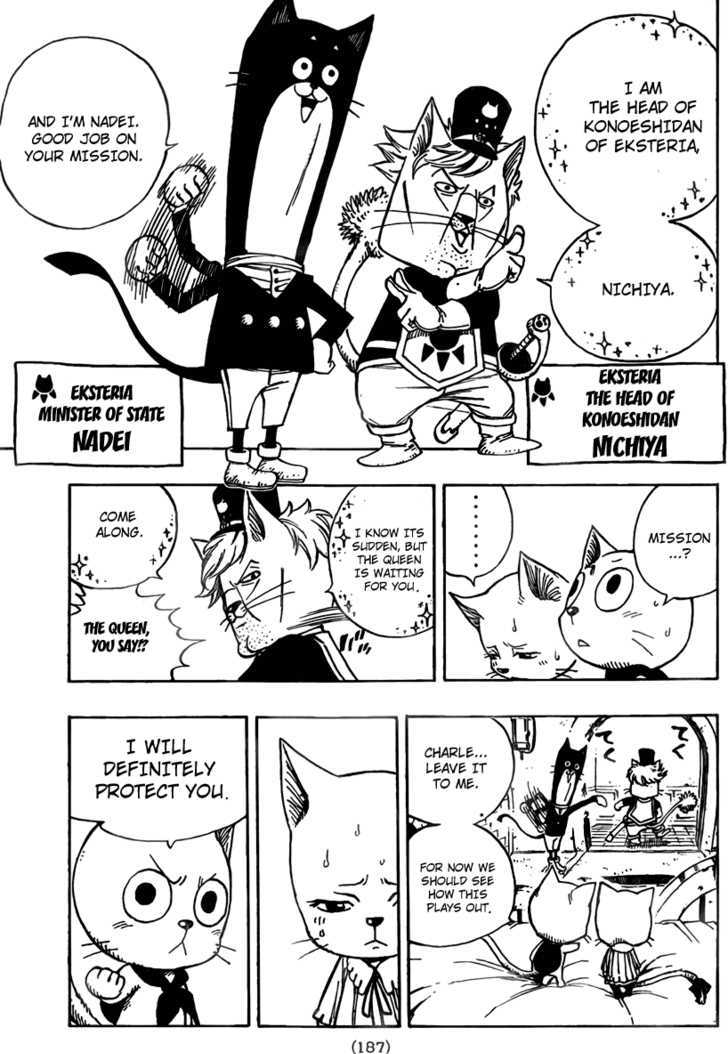 I AM
THE HEAD OF
KONOESHIDAN
OF EKSTERIA,
NICHIYA.
AND I'M NADEI.
GOOD JOB ON
YOUR MISSION.
EKSTERIA
THE HEAD OF
KONOESHIDAN
NICHIYA
EKSTERIA
MINISTER OF STATE
NADEI
MISSION
...?
I KNOW ITS
SUDDEN, BUT
THE QUEEN
IS WAITING
FOR YOU.
COME
ALONG.
THE QUEEN,
YOU SAY!?
CHARLE...
LEAVE IT
TO ME.
FOR NOW WE
SHOULD SEE
HOW THIS
PLAYS OUT.
I WILL
DEFINITELY
PROTECT YOU.
(187)